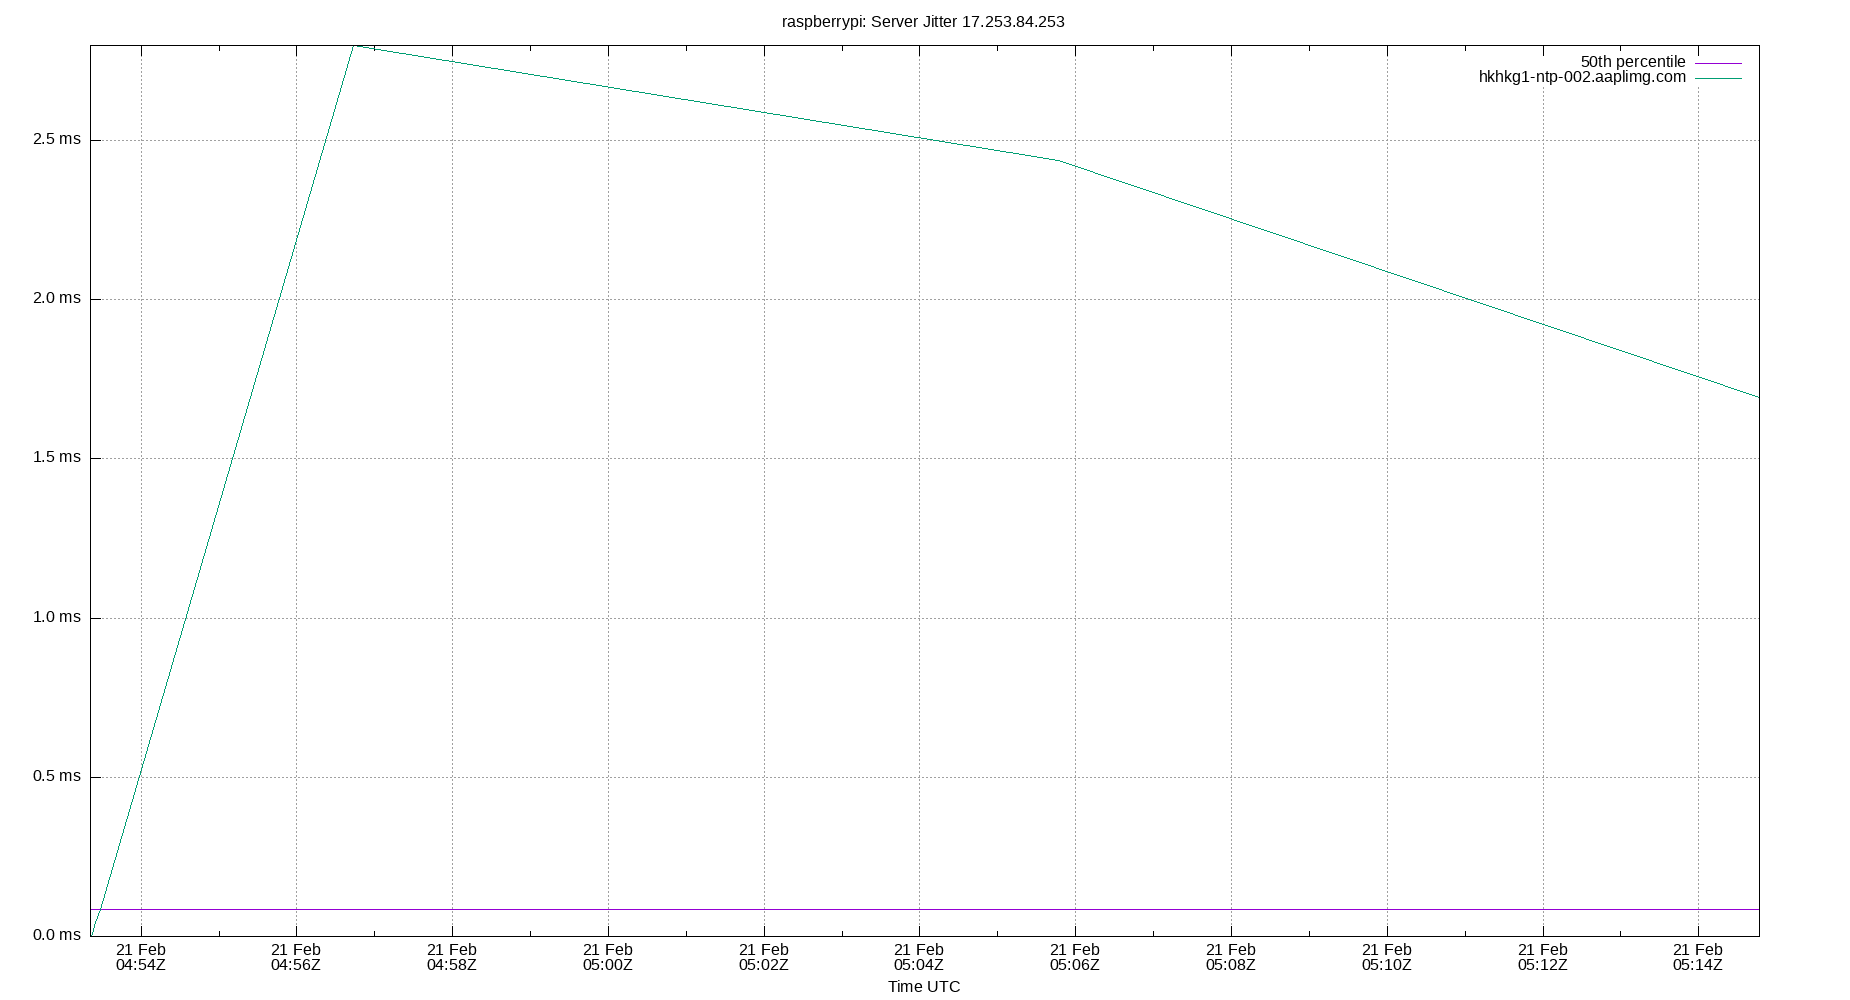 raspberrypi: Server Jitter 17.253.84.253
50th percentile
hkhkg1-ntp-002.aaplimg.com
2.5 ms
2.0 ms
1.5 ms
1.0 ms
0.5 ms
0.0 ms
21 Feb 21 Feb 21 Feb 21 Feb 21 Feb 21 Feb 21 Feb 21 Feb 21 Feb 21 Feb 21 Feb
04:54Z 04:56Z 04:58Z 05:00Z 05:02Z 05:04Z 05:06Z 05:08Z 05:10Z 05:12Z 05:14Z
Time UTC